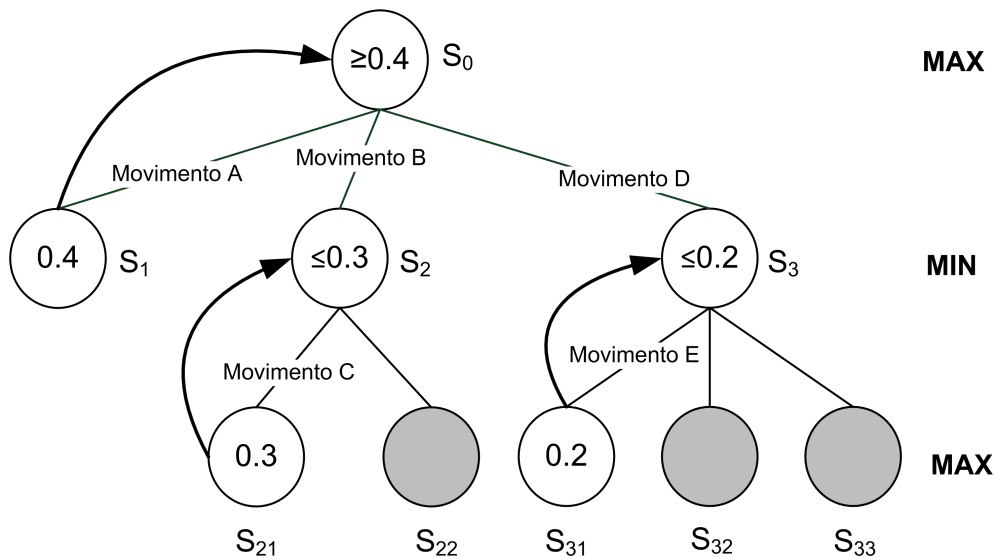 ≥0.4 S₀ MAX
Movimento A
Movimento B
Movimento D
0.4 S₁ ≤0.3 S₂ ≤0.2 S₃ MIN
Movimento C
Movimento E
0.3 0.2 MAX
S₂₁ S₂₂ S₃₁ S₃₂ S₃₃